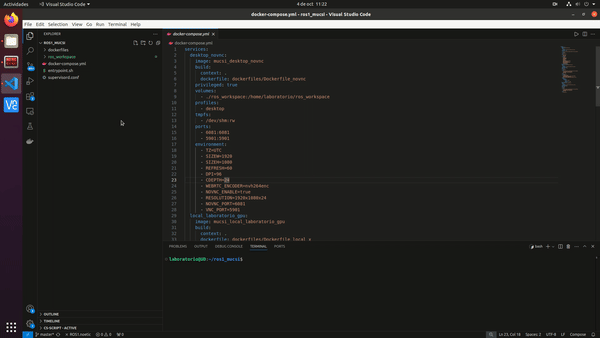 Actividades
Visual Studio Code
4 de oct 11:22
docker-compose.yml - ros1_mucsi - Visual Studio Code
File Edit Selection View Go Run Terminal Help
EXPLORER
ROS1_MUCSI
dockerfiles
ros_workspace
docker-compose.yml
entrypoint.sh
supervisord.conf
OUTLINE
TIMELINE
CS-SCRIPT - ACTIVE
docker-compose.yml
docker-compose.yml
1 services:
2 desktop_novnc:
3 image: mucsi_desktop_novnc
4 build:
5 context: .
6 dockerfile: dockerfiles/Dockerfile_novnc
7 privileged: true
8 volumes:
9 - ./ros_workspace:/home/laboratorio/ros_workspace
10 profiles:
11 - desktop
12 tmpfs:
13 - /dev/shm:rw
14 ports:
15 - 8081:8081
16 - 5901:5901
17 environment:
18 - TZ=UTC
19 - SIZEW=1920
20 - SIZEH=1080
21 - REFRESH=60
22 - DPI=96
23 - CDEPTH=24
24 - WEBRTC_ENCODER=nvh264enc
25 - NOVNC_ENABLE=true
26 - RESOLUTION=1920x1080x24
27 - NOVNC_PORT=8081
28 - VNC_PORT=5901
29 local_laboratorio_gpu:
30 image: mucsi_local_laboratorio_gpu
31 build:
32 context: .
33 dockerfile: dockerfiles/Dockerfile_local_x
PROBLEMS OUTPUT DEBUG CONSOLE TERMINAL PORTS
bash
laboratorio@UD:~/ros1_mucsi$
master* ROS1.noetic
Ln 23, Col 16 Spaces: 2 UTF-8 LF Compose